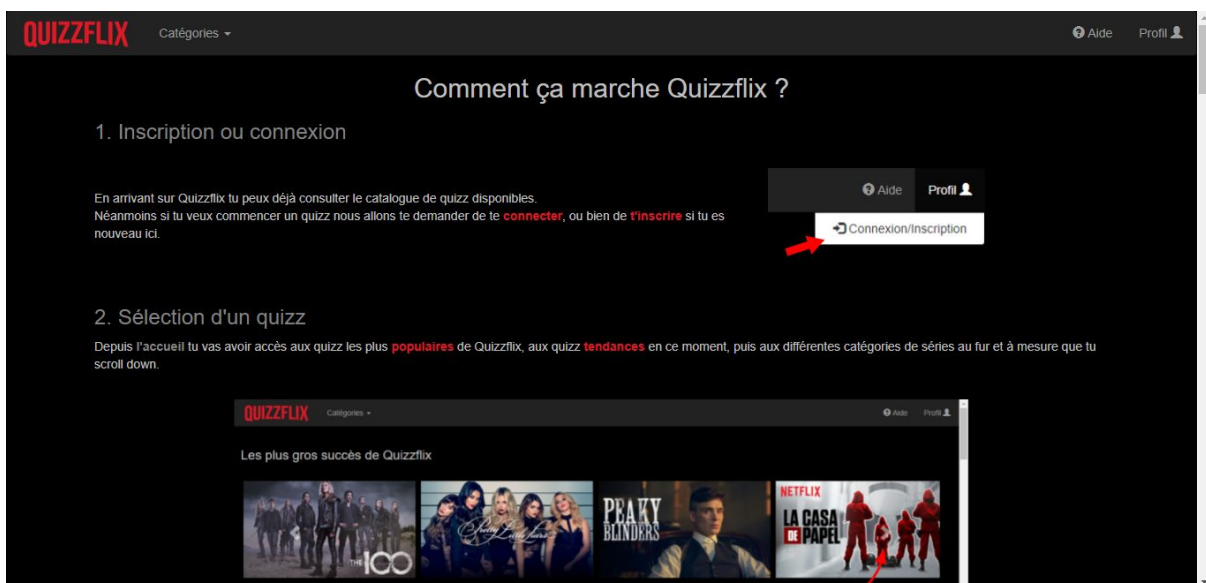 QUIZZFLIX Catégories Aide Profil
Comment ça marche Quizzflix ?
1. Inscription ou connexion
En arrivant sur Quizzflix tu peux déjà consulter le catalogue de quizz disponibles.
Néanmoins si tu veux commencer un quizz nous allons te demander de te connecter, ou bien de t'inscrire si tu es
nouveau ici.
Aide Profil
Connexion/Inscription
2. Sélection d'un quizz
Depuis l'accueil tu vas avoir accès aux quizz les plus populaires de Quizzflix, aux quizz tendances en ce moment, puis aux différentes catégories de séries au fur et à mesure que tu
scroll down.
QUIZZFLIX Catégories Aide Profil
Les plus gros succès de Quizzflix
THE 100
Pretty Little Liars
PEAKY
BLINDERS
NETFLIX
LA CASA
DE PAPEL